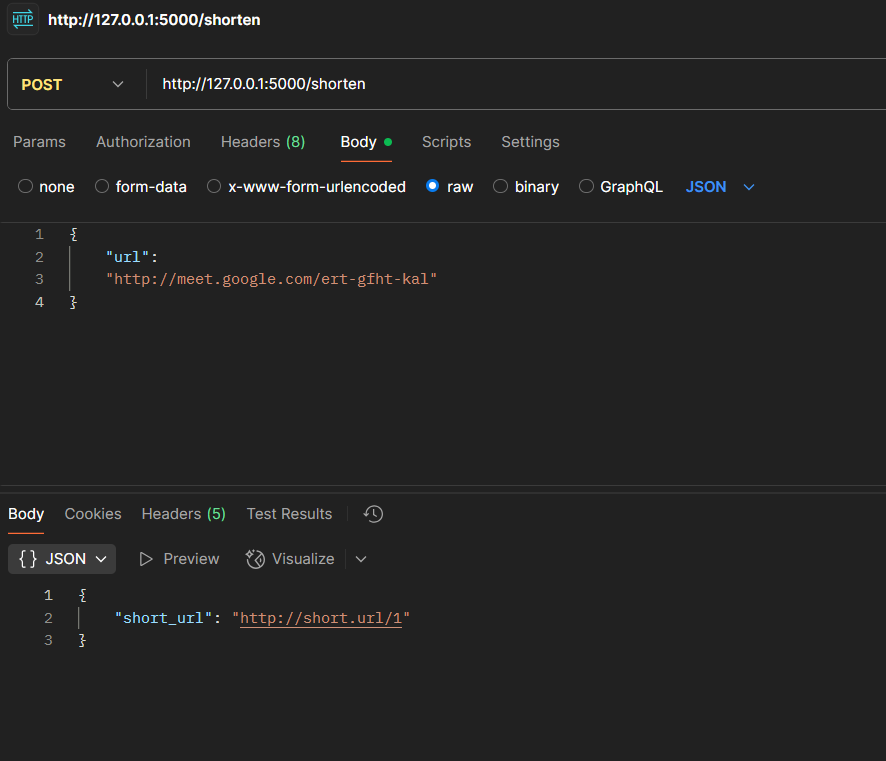 HTTP http://127.0.0.1:5000/shorten
POST http://127.0.0.1:5000/shorten
Params Authorization Headers (8) Body Scripts Settings
none form-data x-www-form-urlencoded raw binary GraphQL JSON
1 {
2 "url":
3 "http://meet.google.com/ert-gfht-kal"
4 }
Body Cookies Headers (5) Test Results
{} JSON Preview Visualize
1 {
2 "short_url": "http://short.url/1"
3 }